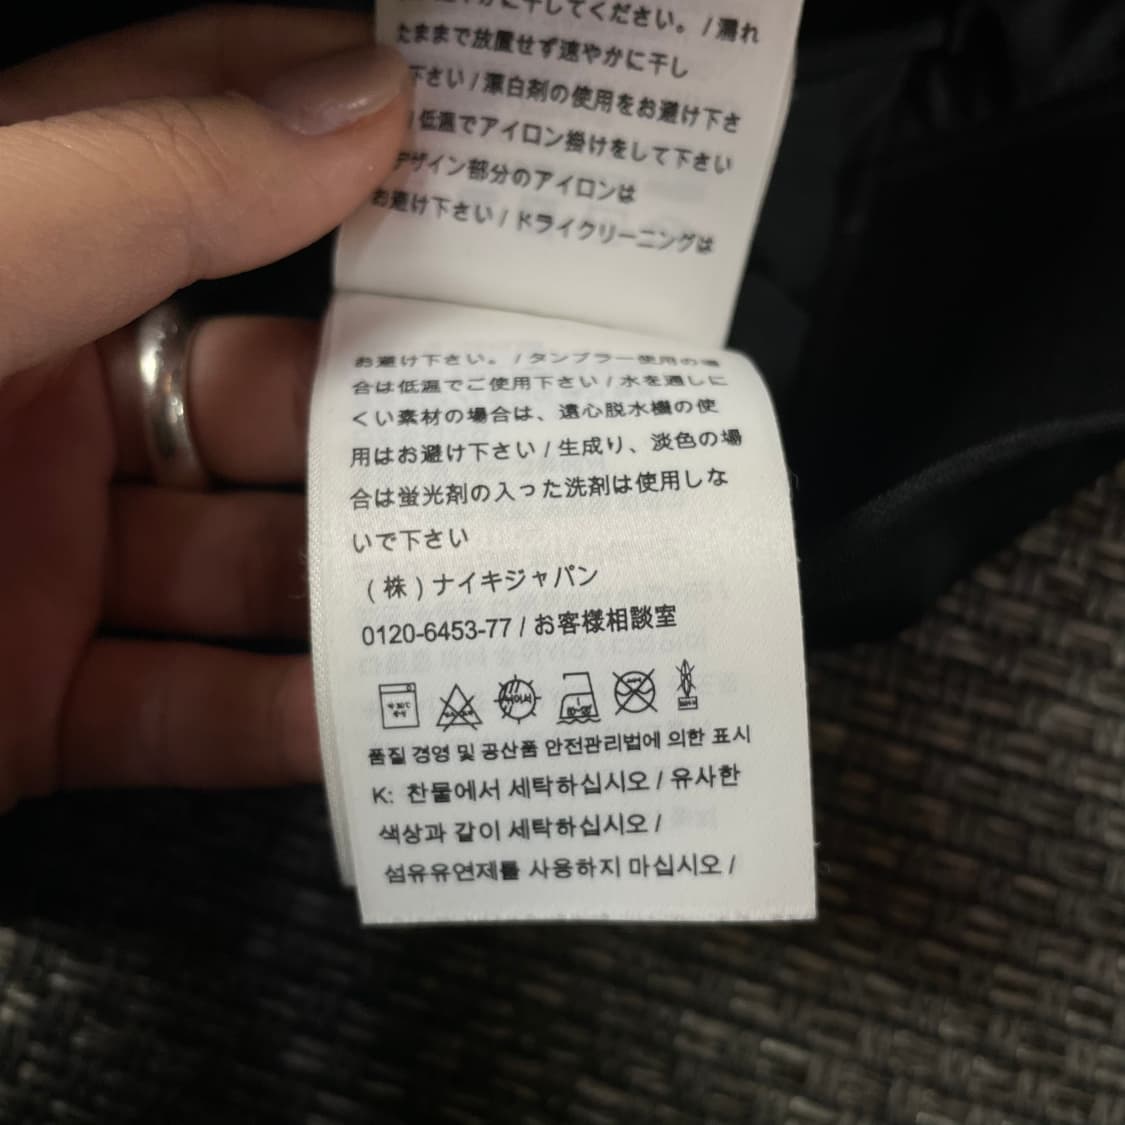 やかに干してください。/ 濡れ
たままで放置せず速やかに干し
下さい / 漂白剤の使用をお避け下さ
/ 低温でアイロン掛けをして下さい
デザイン部分のアイロンは
お避け下さい / ドライクリーニングは
お避け下さい。 / タンブラー使用の場
合は低温でご使用下さい / 水を通しに
くい素材の場合は、遠心脱水機の使
用はお避け下さい / 生成り、淡色の場
合は蛍光剤の入った洗剤は使用しな
いで下さい
(株)ナイキジャパン
0120-6453-77 / お客様相談室
품질 경영 및 공산품 안전관리법에 의한 표시
K: 찬물에서 세탁하십시오 / 유사한
색상과 같이 세탁하십시오 /
섬유유연제를 사용하지 마십시오 /